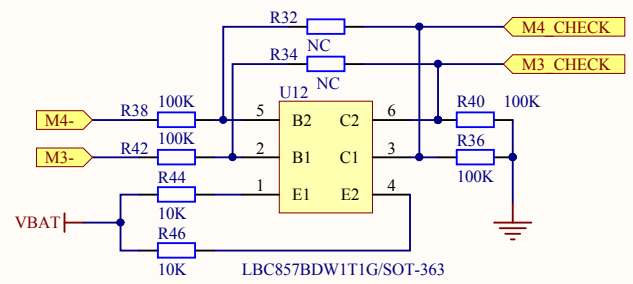 R32
NC
M4_CHECK
R34
NC
M3_CHECK
U12
M4-
R38
100K
5
B2
C2
6
R40
100K
M3-
R42
100K
2
B1
C1
3
R36
100K
R44
10K
1
E1
E2
4
VBAT
R46
10K
LBC857BDW1T1G/SOT-363